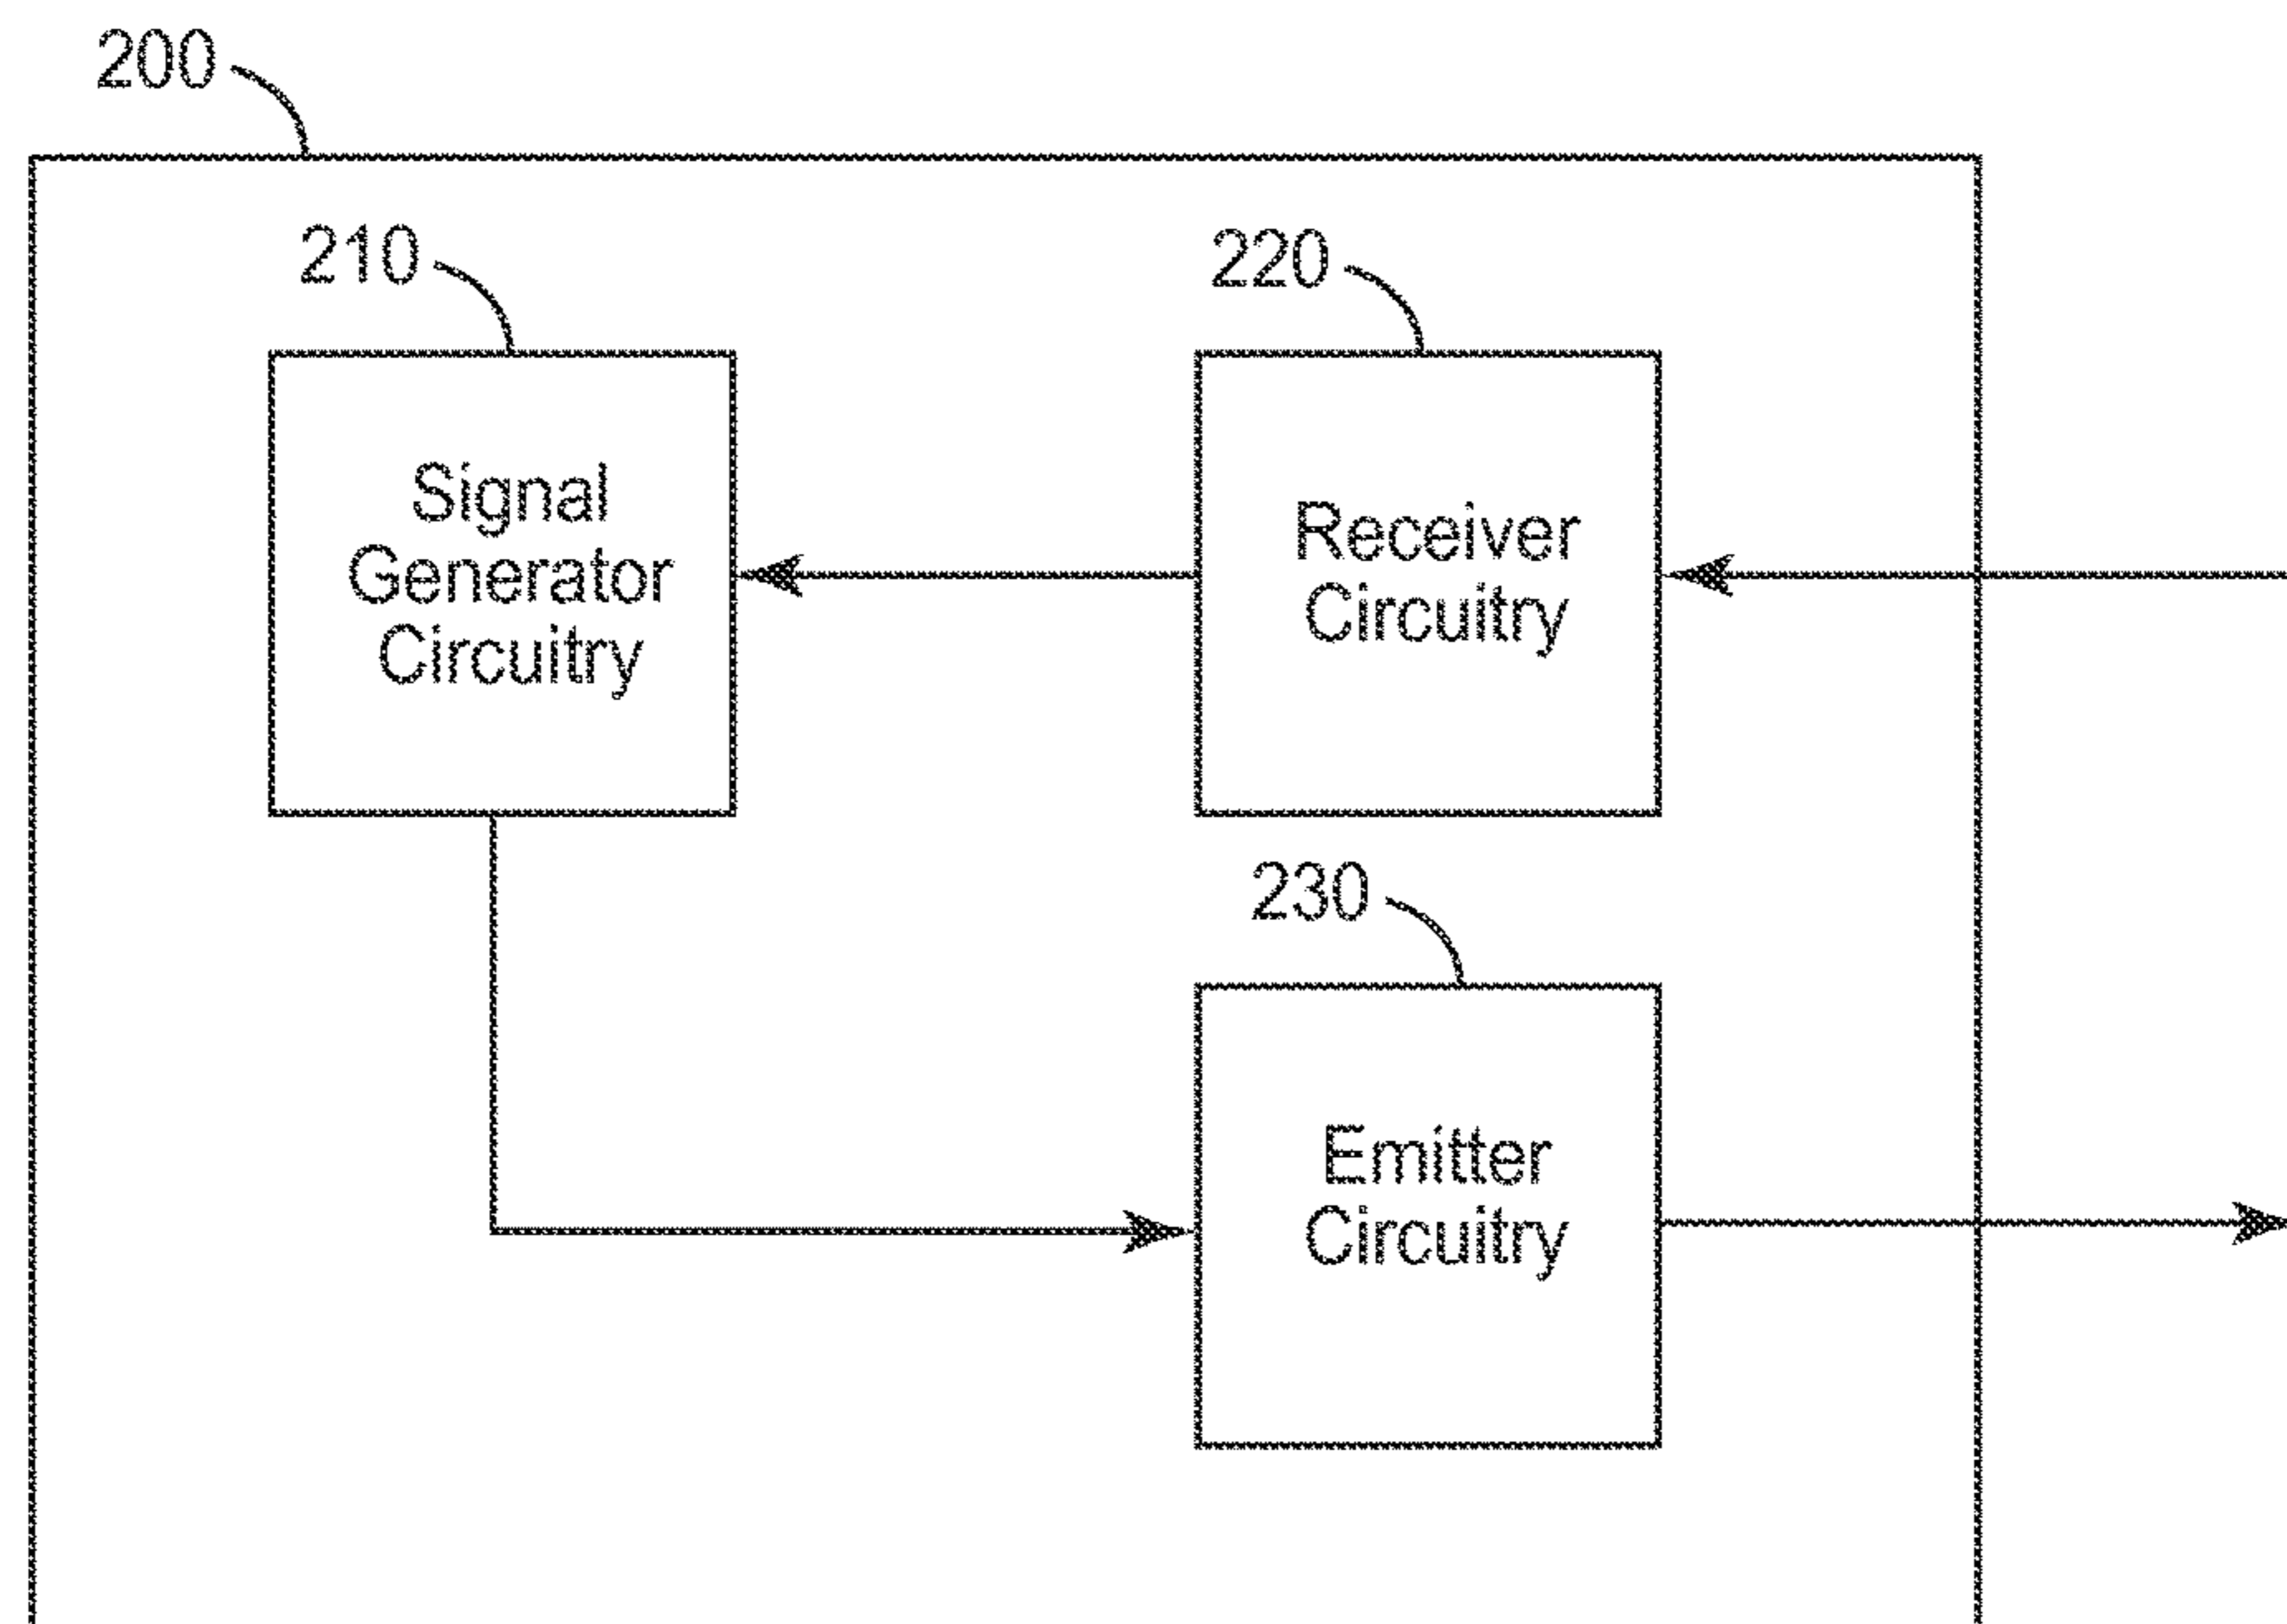 200
210
220
Signal
Generator
Circuitry
Receiver
Circuitry
230
Emitter
Circuitry